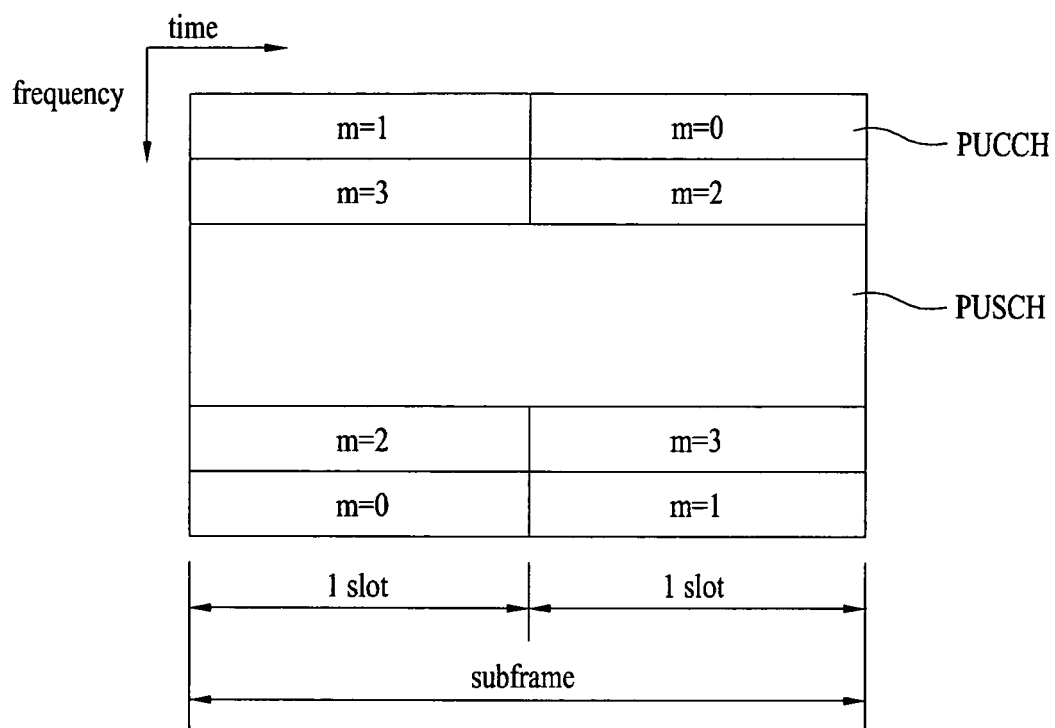 time
frequency
m=1 m=0
PUCCH
m=3 m=2
PUSCH
m=2 m=3
m=0 m=1
1 slot 1 slot
subframe